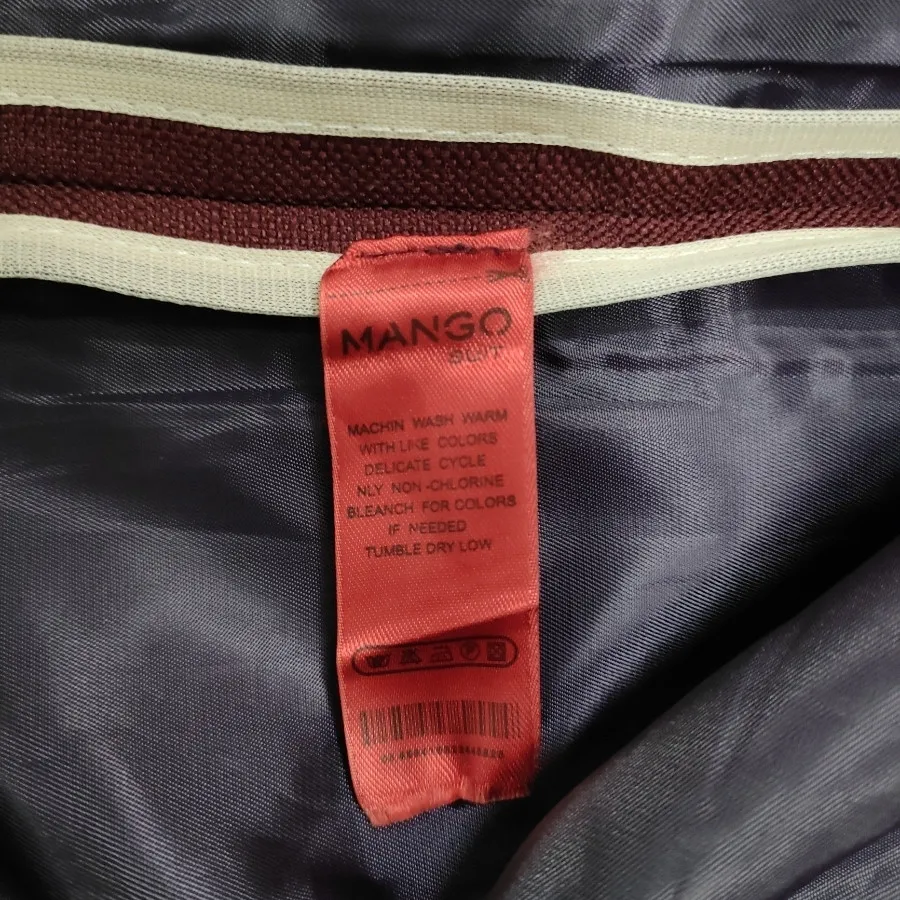 MANGO
SUIT
MACHIN WASH WARM
WITH LIKE COLORS
DELICATE CYCLE
NLY NON-CHLORINE
BLEANCH FOR COLORS
IF NEEDED
TUMBLE DRY LOW